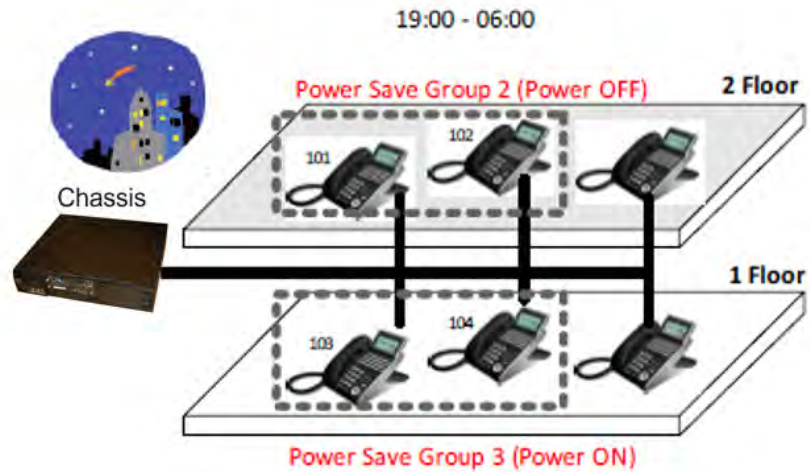 19:00 - 06:00
Power Save Group 2 (Power OFF)
2 Floor
101
102
Chassis
1 Floor
103
104
Power Save Group 3 (Power ON)